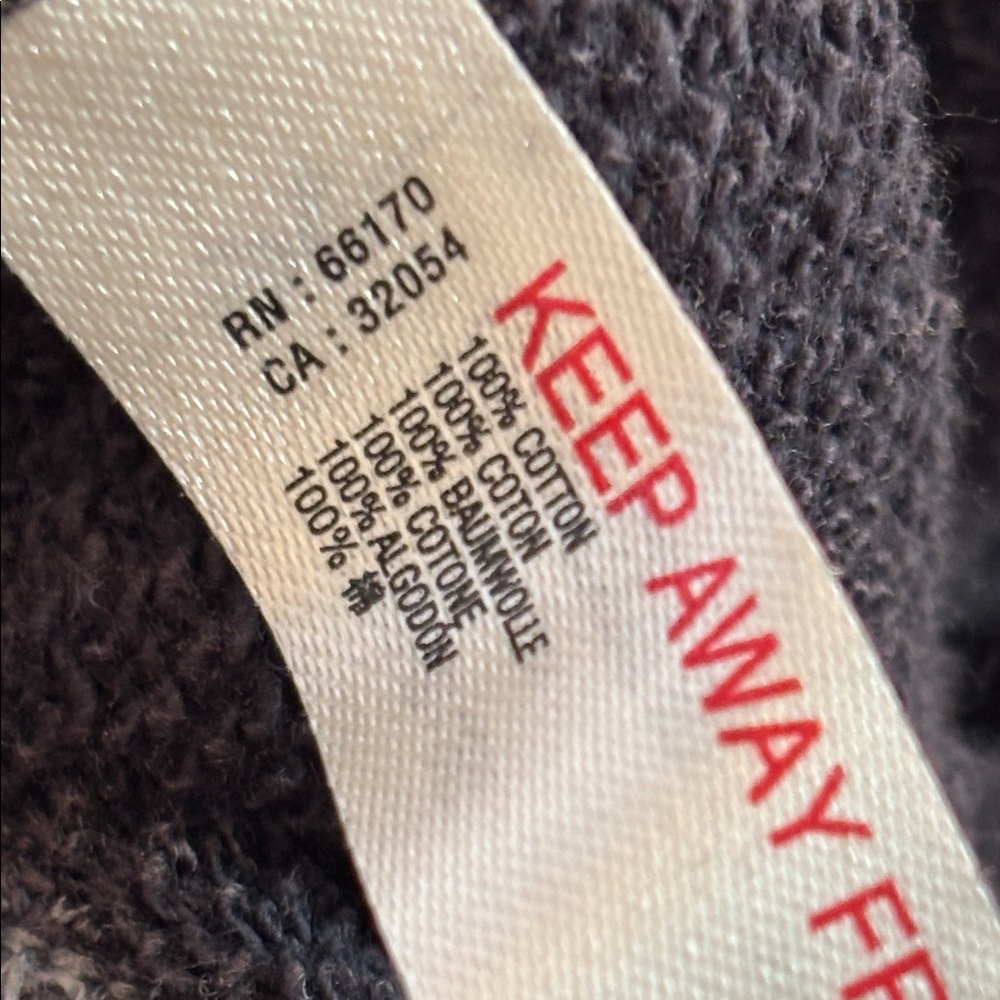 RN : 66170
CA : 32054
100% COTTON
100% COTON
100% BAUMWOLLE
100% COTONE
100% ALGODÓN
100% 棉
KEEP AWAY